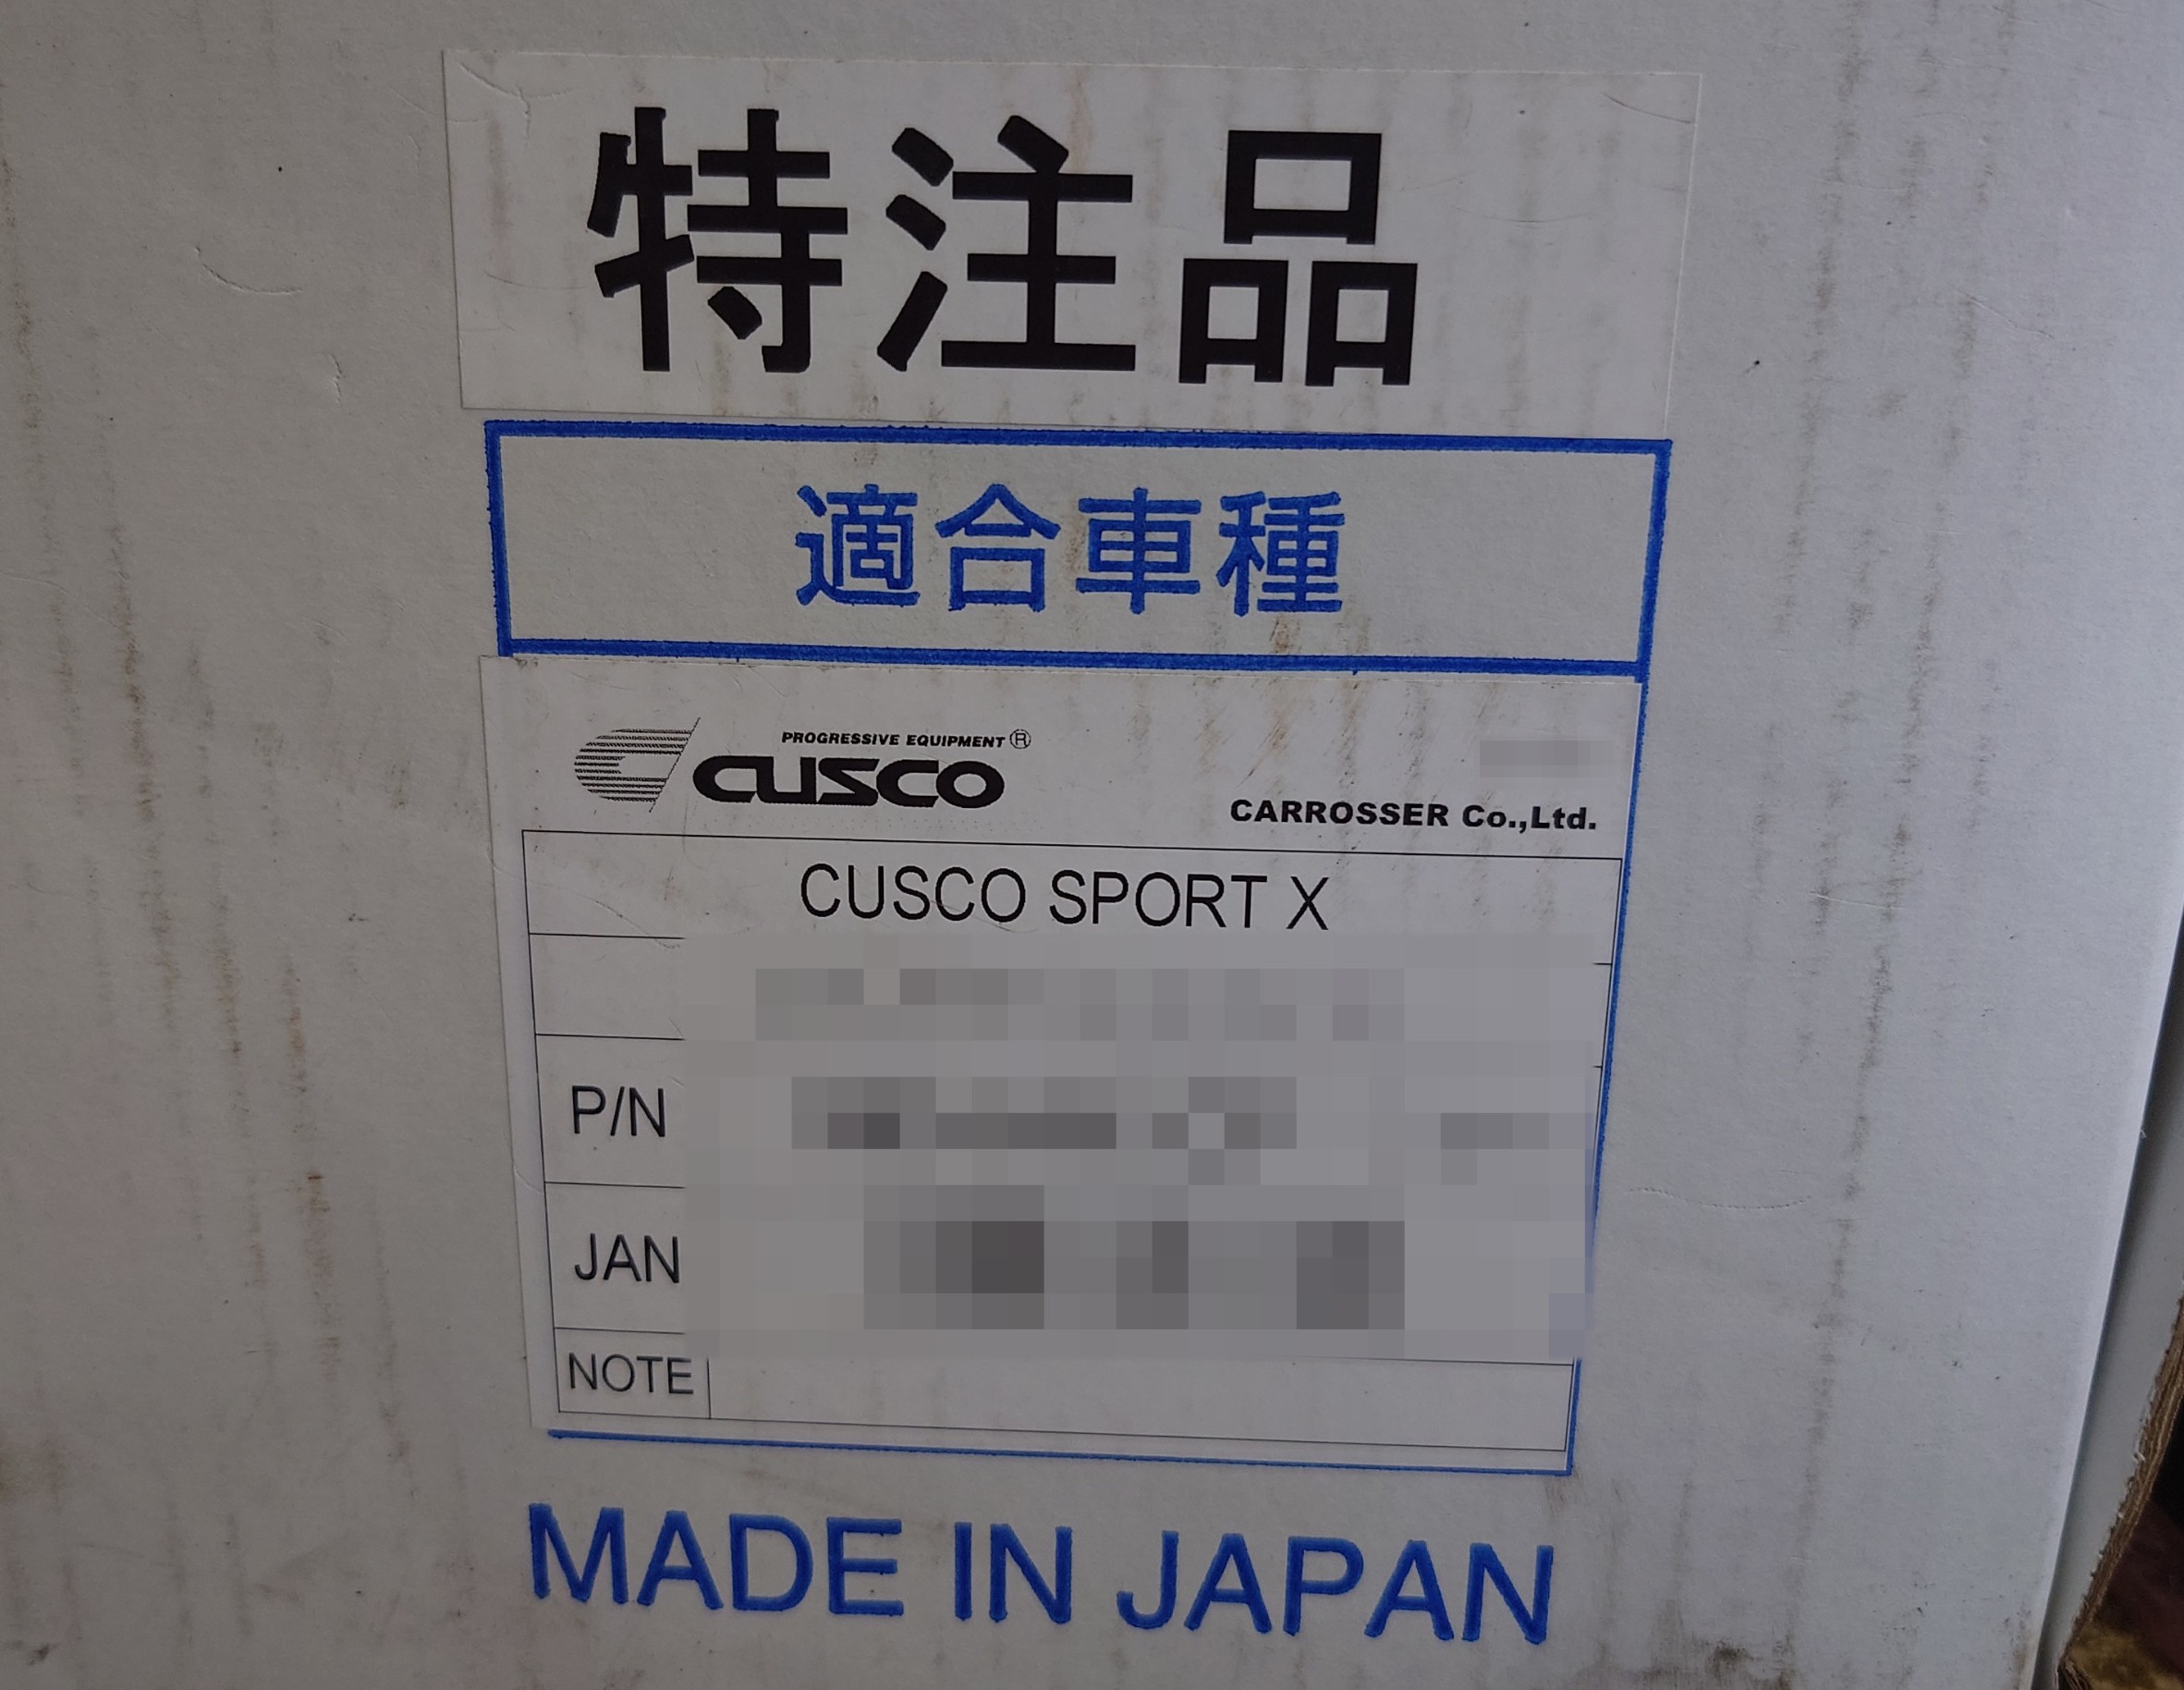 特注品
適合車種
PROGRESSIVE EQUIPMENT®
CUSCO
CARROSSER Co.,Ltd.
CUSCO SPORT X
P/N
JAN
NOTE
MADE IN JAPAN